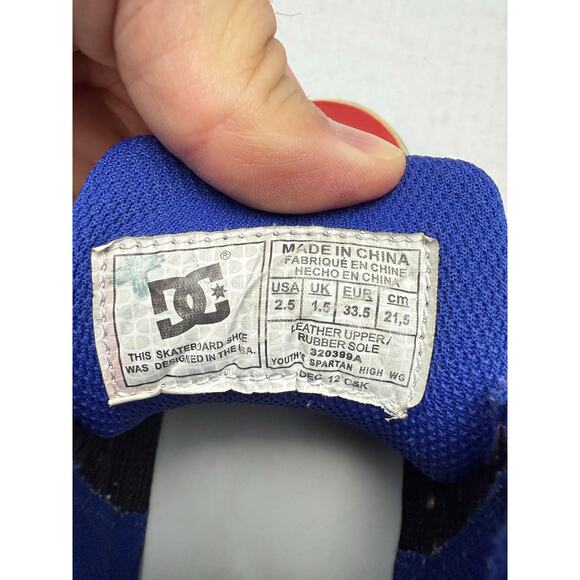 DC®
THIS SKATEBOARD SHOE
WAS DESIGNED IN THE U.S.A.
MADE IN CHINA
FABRIQUÉ EN CHINE
HECHO EN CHINA
USA UK EUR cm
2.5 1.5 33.5 21,5
LEATHER UPPER/
RUBBER SOLE
320399A
YOUTH'S SPARTAN HIGH WG
DEC 12 C&K